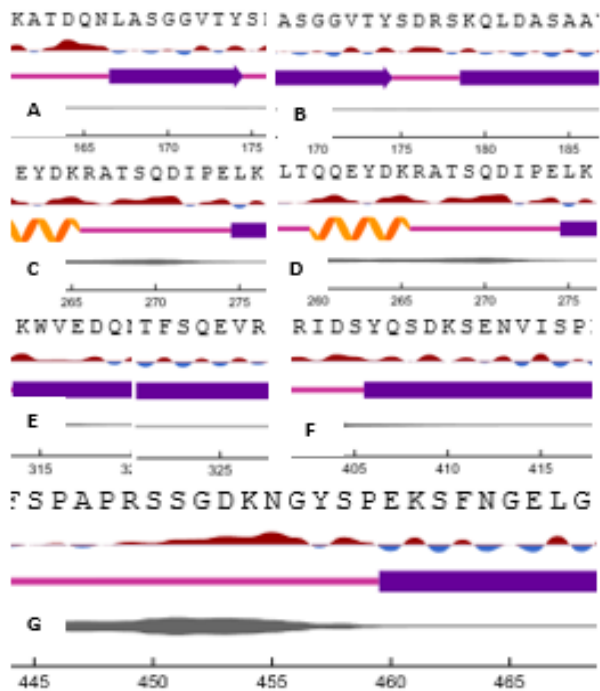 KATDQNLASGGVTYS
ASGGVTYSDRSKQLDASAA
A
B
165 170 175
170 175 180 185
EYDKRATSQDIPELK
LTQQEYDKRATSQDIPELK
C
D
265 270 275
260 265 270 275
KWVEDQ
TFSQEVR
RIDSYQSDKSENVISP
E
F
315
325
405 410 415
FSPAPRSSGDKNGYSPEKSFNGELG
G
445 450 455 460 465